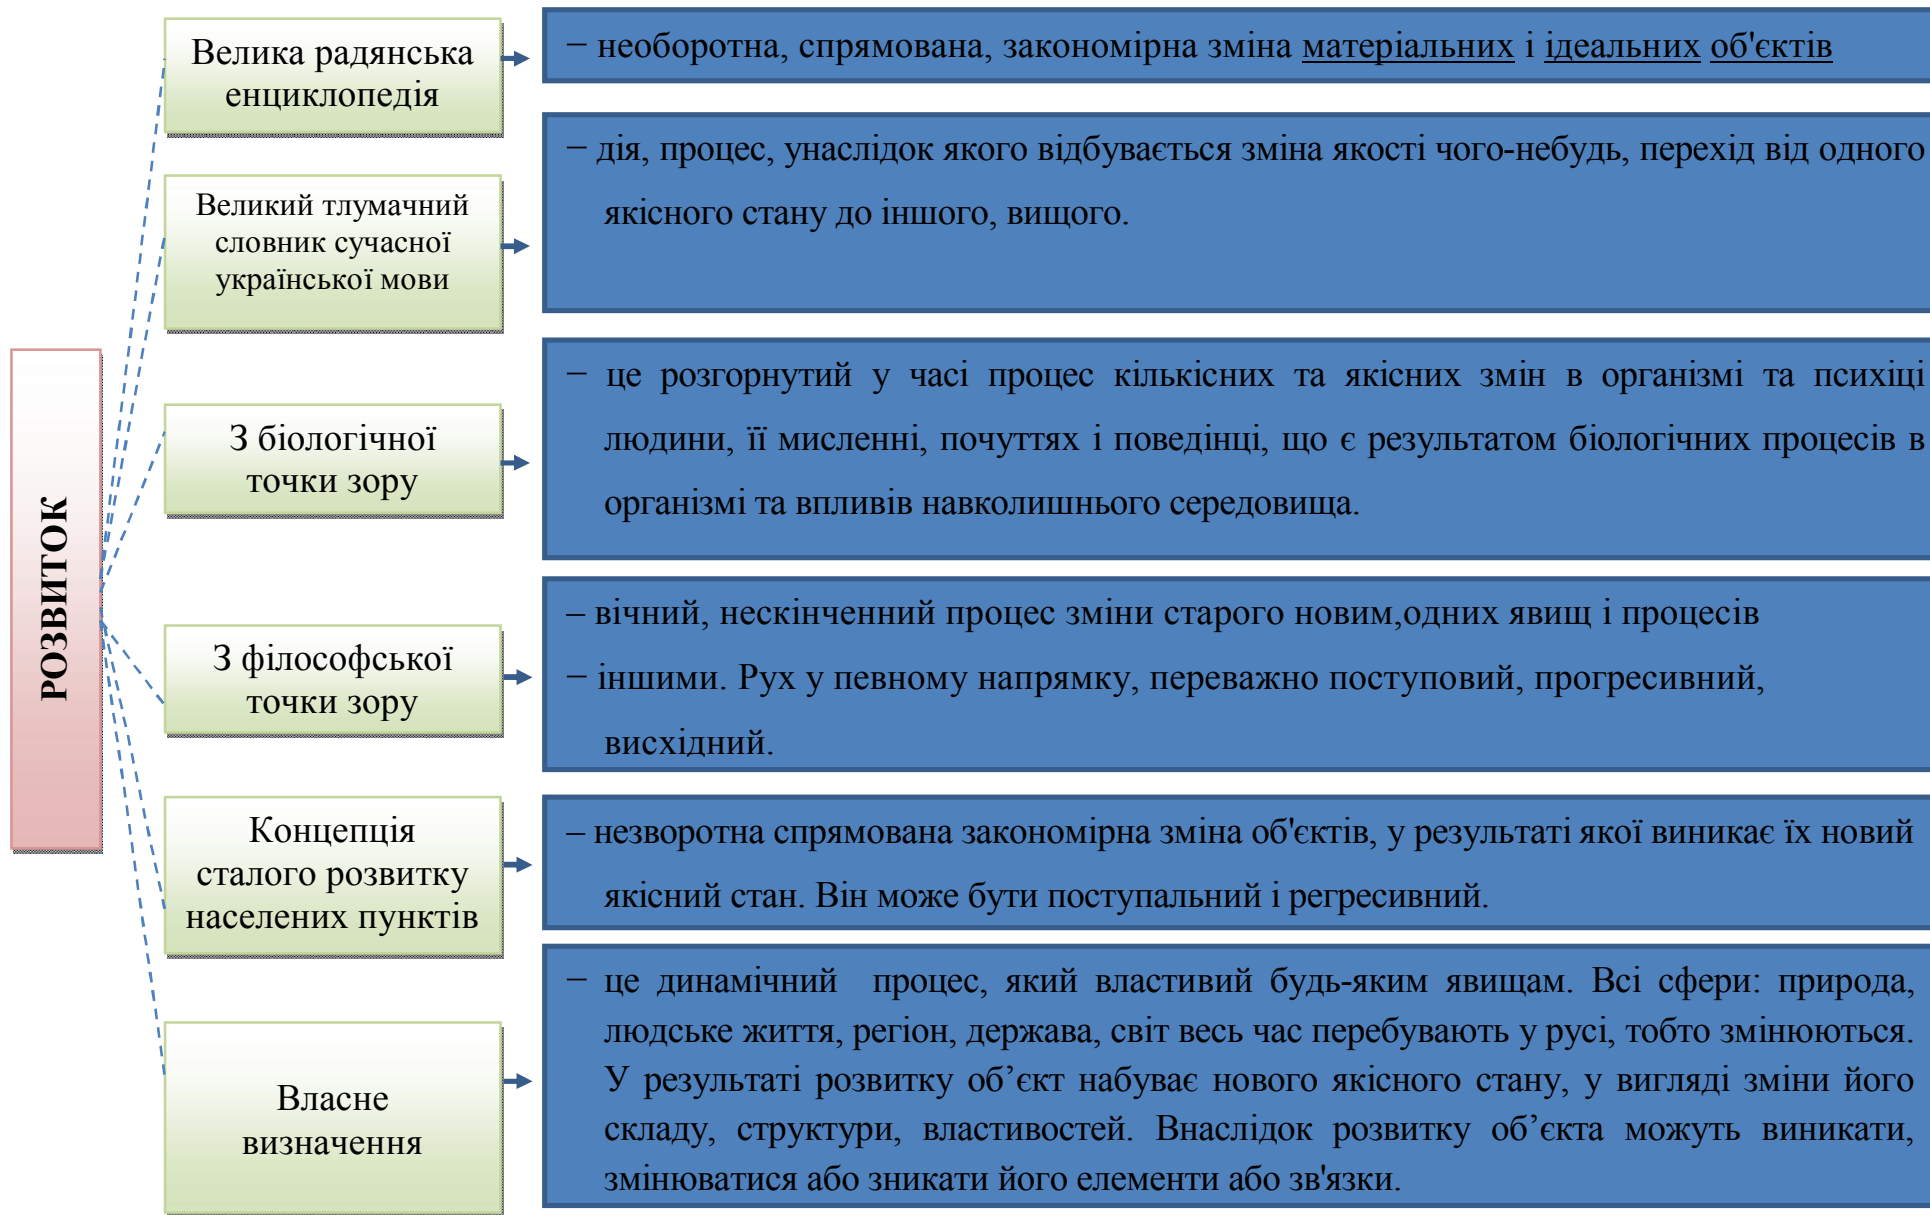 РОЗВИТОК
Велика радянська
енциклопедія
− необоротна, спрямована, закономірна зміна матеріальних і ідеальних об'єктів
Великий тлумачний
словник сучасної
української мови
− дія, процес, унаслідок якого відбувається зміна якості чого-небудь, перехід від одного
якісного стану до іншого, вищого.
З біологічної
точки зору
− це розгорнутий у часі процес кількісних та якісних змін в організмі та психіці
людини, її мисленні, почуттях і поведінці, що є результатом біологічних процесів в
організмі та впливів навколишнього середовища.
З філософської
точки зору
– вічний, нескінченний процес зміни старого новим,одних явищ і процесів
− іншими. Рух у певному напрямку, переважно поступовий, прогресивний,
висхідний.
Концепція
сталого розвитку
населених пунктів
– незворотна спрямована закономірна зміна об'єктів, у результаті якої виникає їх новий
якісний стан. Він може бути поступальний і регресивний.
Власне
визначення
− це динамічний процес, який властивий будь-яким явищам. Всі сфери: природа,
людське життя, регіон, держава, світ весь час перебувають у русі, тобто змінюються.
У результаті розвитку об’єкт набуває нового якісного стану, у вигляді зміни його
складу, структури, властивостей. Внаслідок розвитку об’єкта можуть виникати,
змінюватися або зникати його елементи або зв'язки.